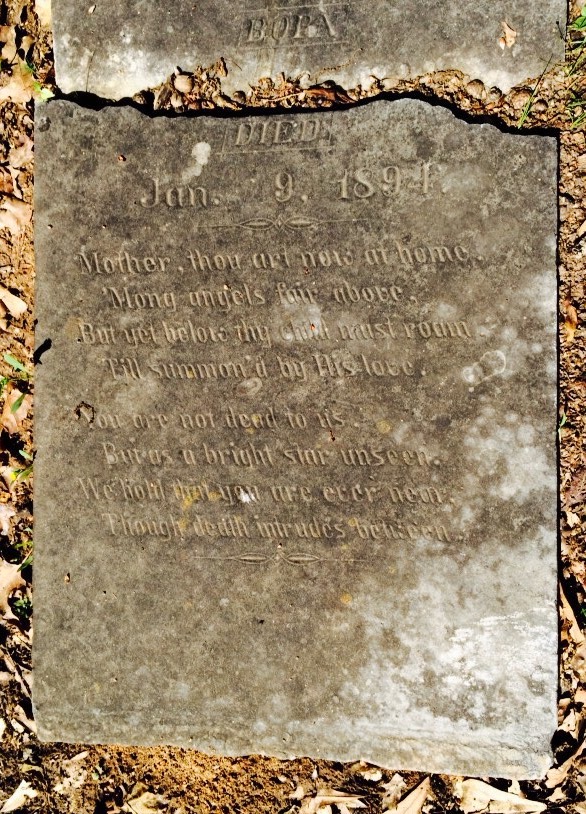 BORN
DIED
Jan. 9, 1894.
Mother, thou art now at home.
'Mong angels fair above,
But yet below thy child must roam
'Till summon'd by His love.
You are not dead to us.
But as a bright star unseen,
We hold that you are ever near,
Though death intrudes between.